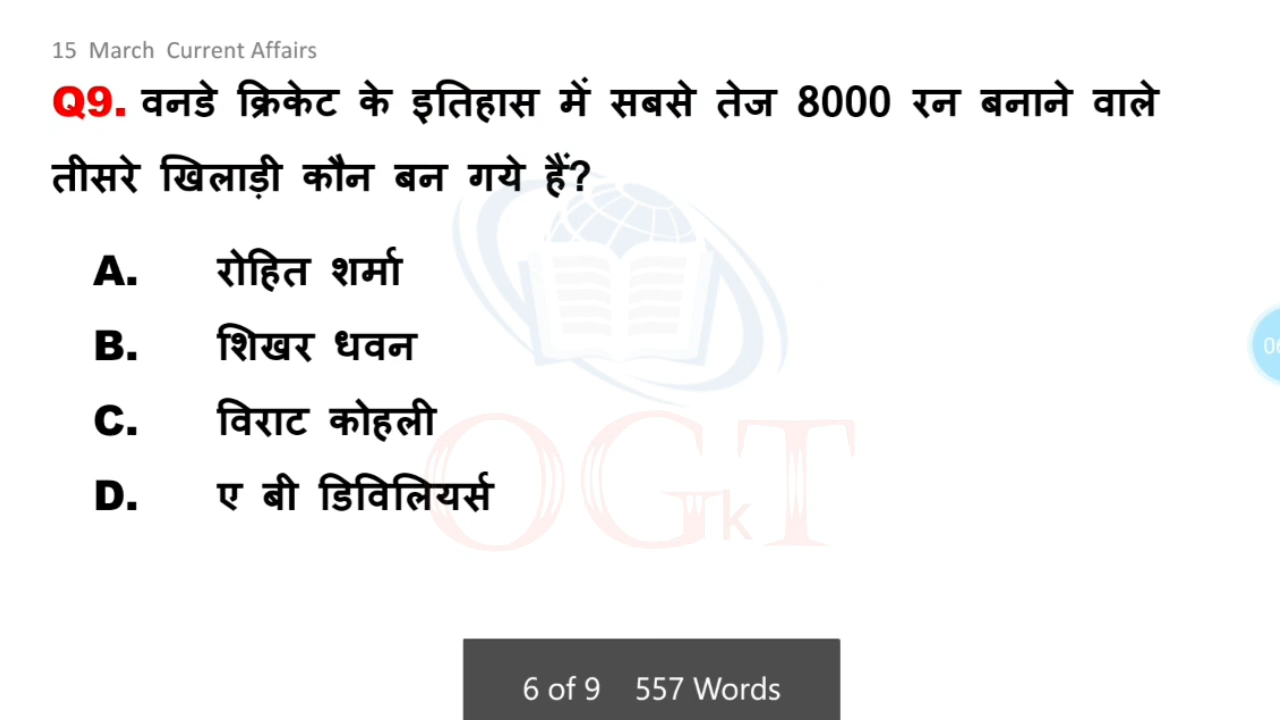 15 March Current Affairs
Q9. वनडे क्रिकेट के इतिहास में सबसे तेज 8000 रन बनाने वाले
तीसरे खिलाड़ी कौन बन गये हैं?
A. रोहित शर्मा
B. शिखर धवन
C. विराट कोहली
D. ए बी डिविलियर्स
OGkT
6 of 9 557 Words